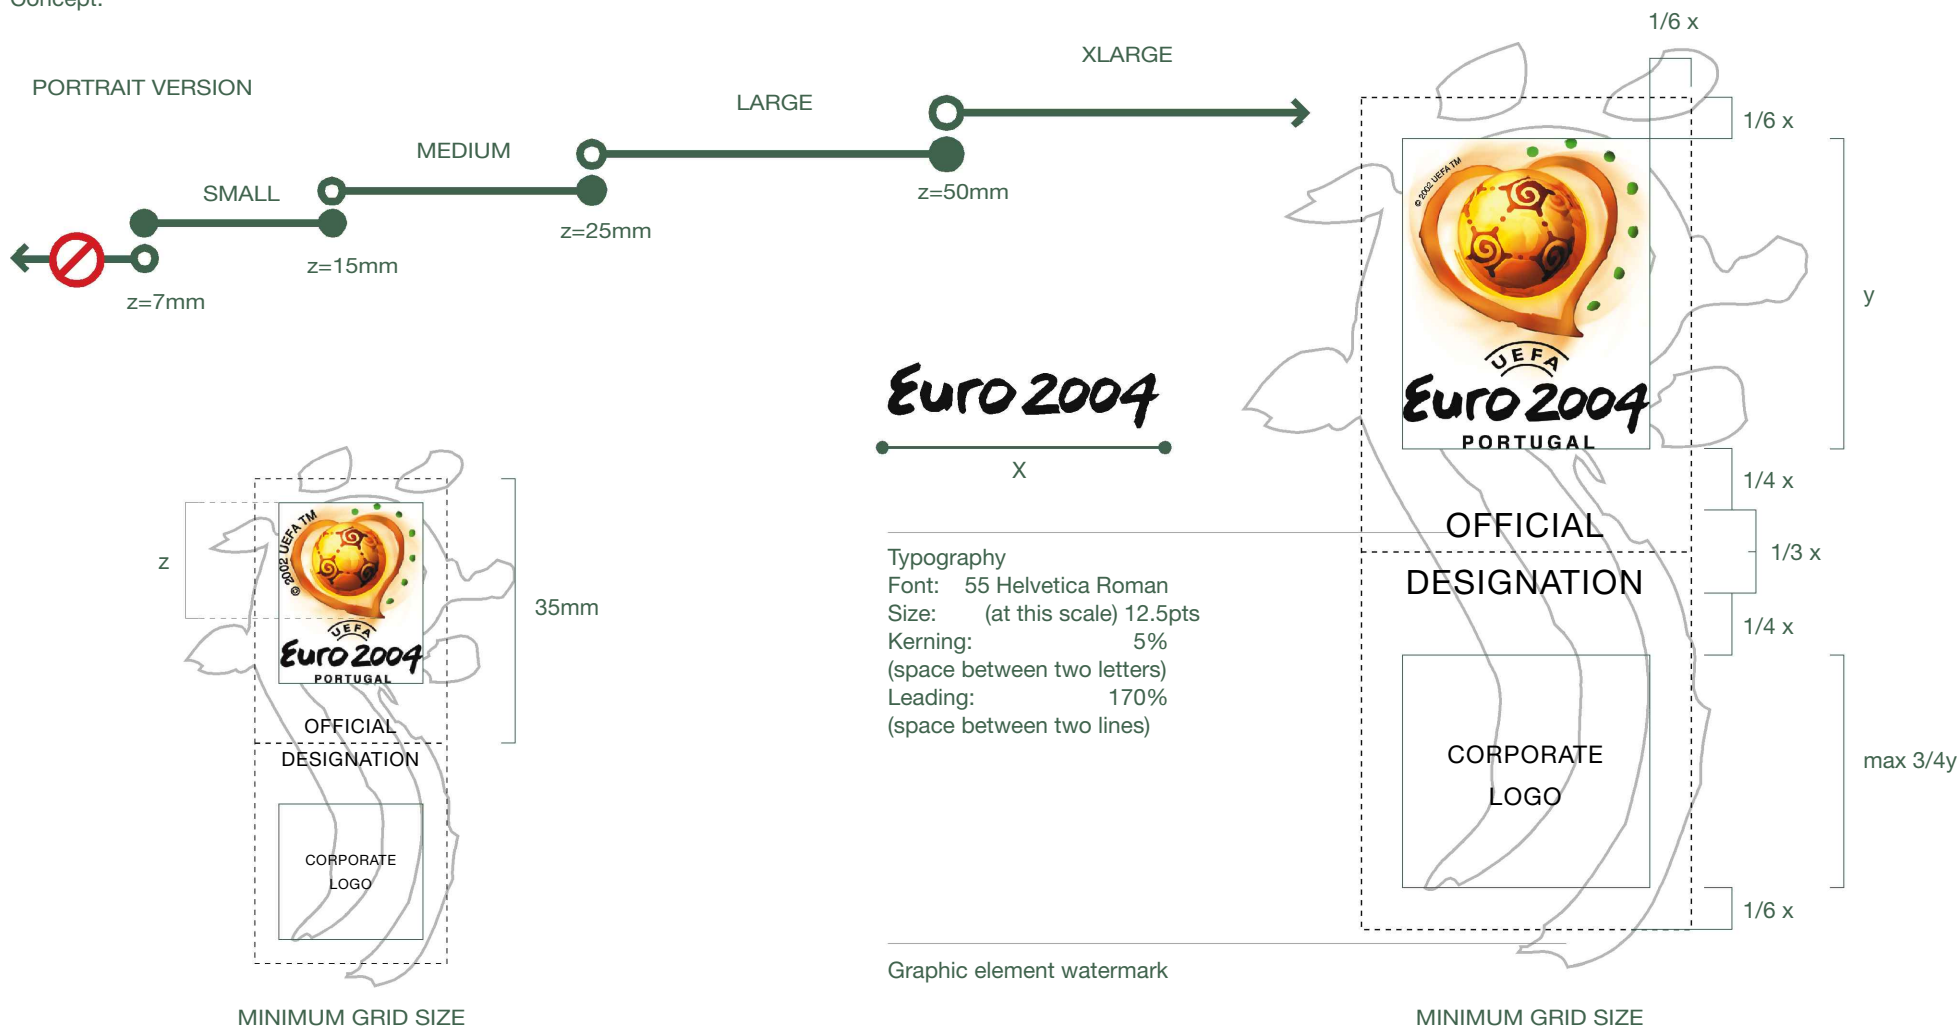 Concept:
PORTRAIT VERSION
SMALL
MEDIUM
LARGE
XLARGE
z=7mm
z=15mm
z=25mm
z=50mm
1/6 x
1/6 x
© 2002 UEFA TM
UEFA
Euro 2004
PORTUGAL
y
Euro 2004
X
1/4 x
OFFICIAL
DESIGNATION
1/3 x
1/4 x
CORPORATE
LOGO
max 3/4y
1/6 x
Typography
Font: 55 Helvetica Roman
Size: (at this scale) 12.5pts
Kerning: 5%
(space between two letters)
Leading: 170%
(space between two lines)
Graphic element watermark
z
© 2002 UEFA TM
UEFA
Euro 2004
PORTUGAL
35mm
OFFICIAL
DESIGNATION
CORPORATE
LOGO
MINIMUM GRID SIZE
MINIMUM GRID SIZE